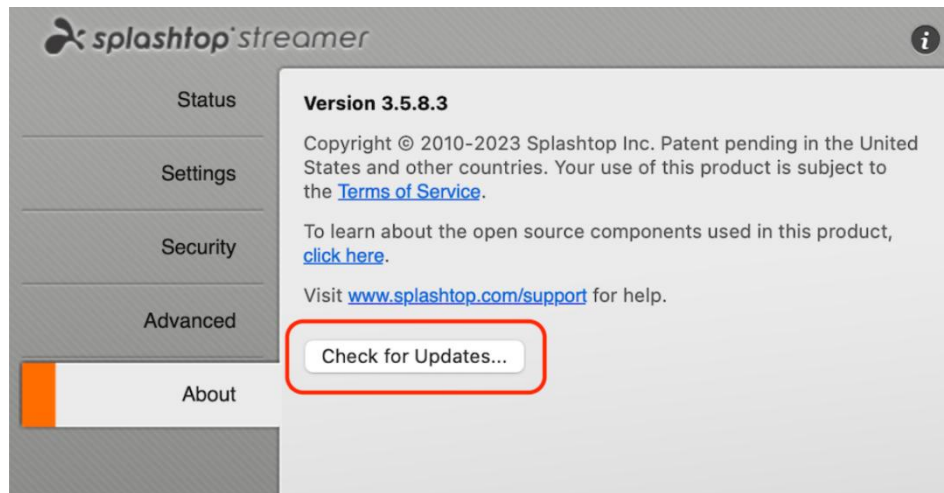 splashtop streamer
i
Status
Settings
Security
Advanced
About
Version 3.5.8.3
Copyright © 2010-2023 Splashtop Inc. Patent pending in the United
States and other countries. Your use of this product is subject to
the Terms of Service.
To learn about the open source components used in this product,
click here.
Visit www.splashtop.com/support for help.
Check for Updates...